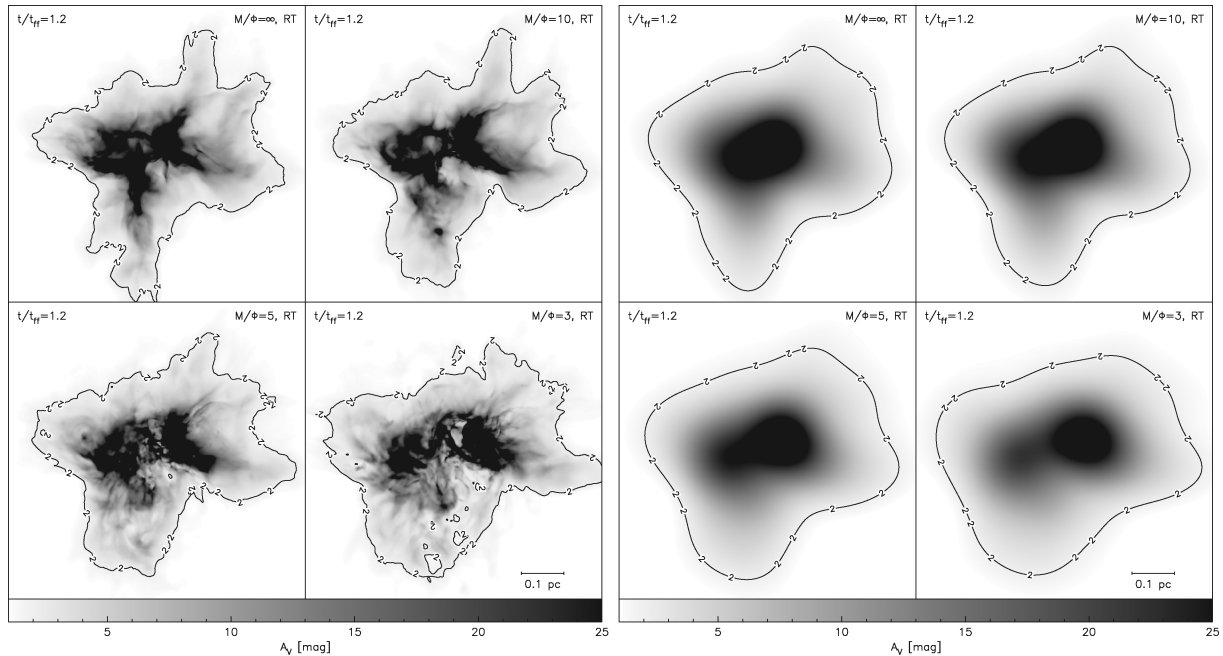 t/t_ff=1.2 M/Φ=∞, RT
t/t_ff=1.2 M/Φ=10, RT
t/t_ff=1.2 M/Φ=∞, RT
t/t_ff=1.2 M/Φ=10, RT
t/t_ff=1.2 M/Φ=5, RT
t/t_ff=1.2 M/Φ=3, RT
t/t_ff=1.2 M/Φ=5, RT
t/t_ff=1.2 M/Φ=3, RT
0.1 pc
0.1 pc
5 10 15 20 25
A_V [mag]
5 10 15 20 25
A_V [mag]